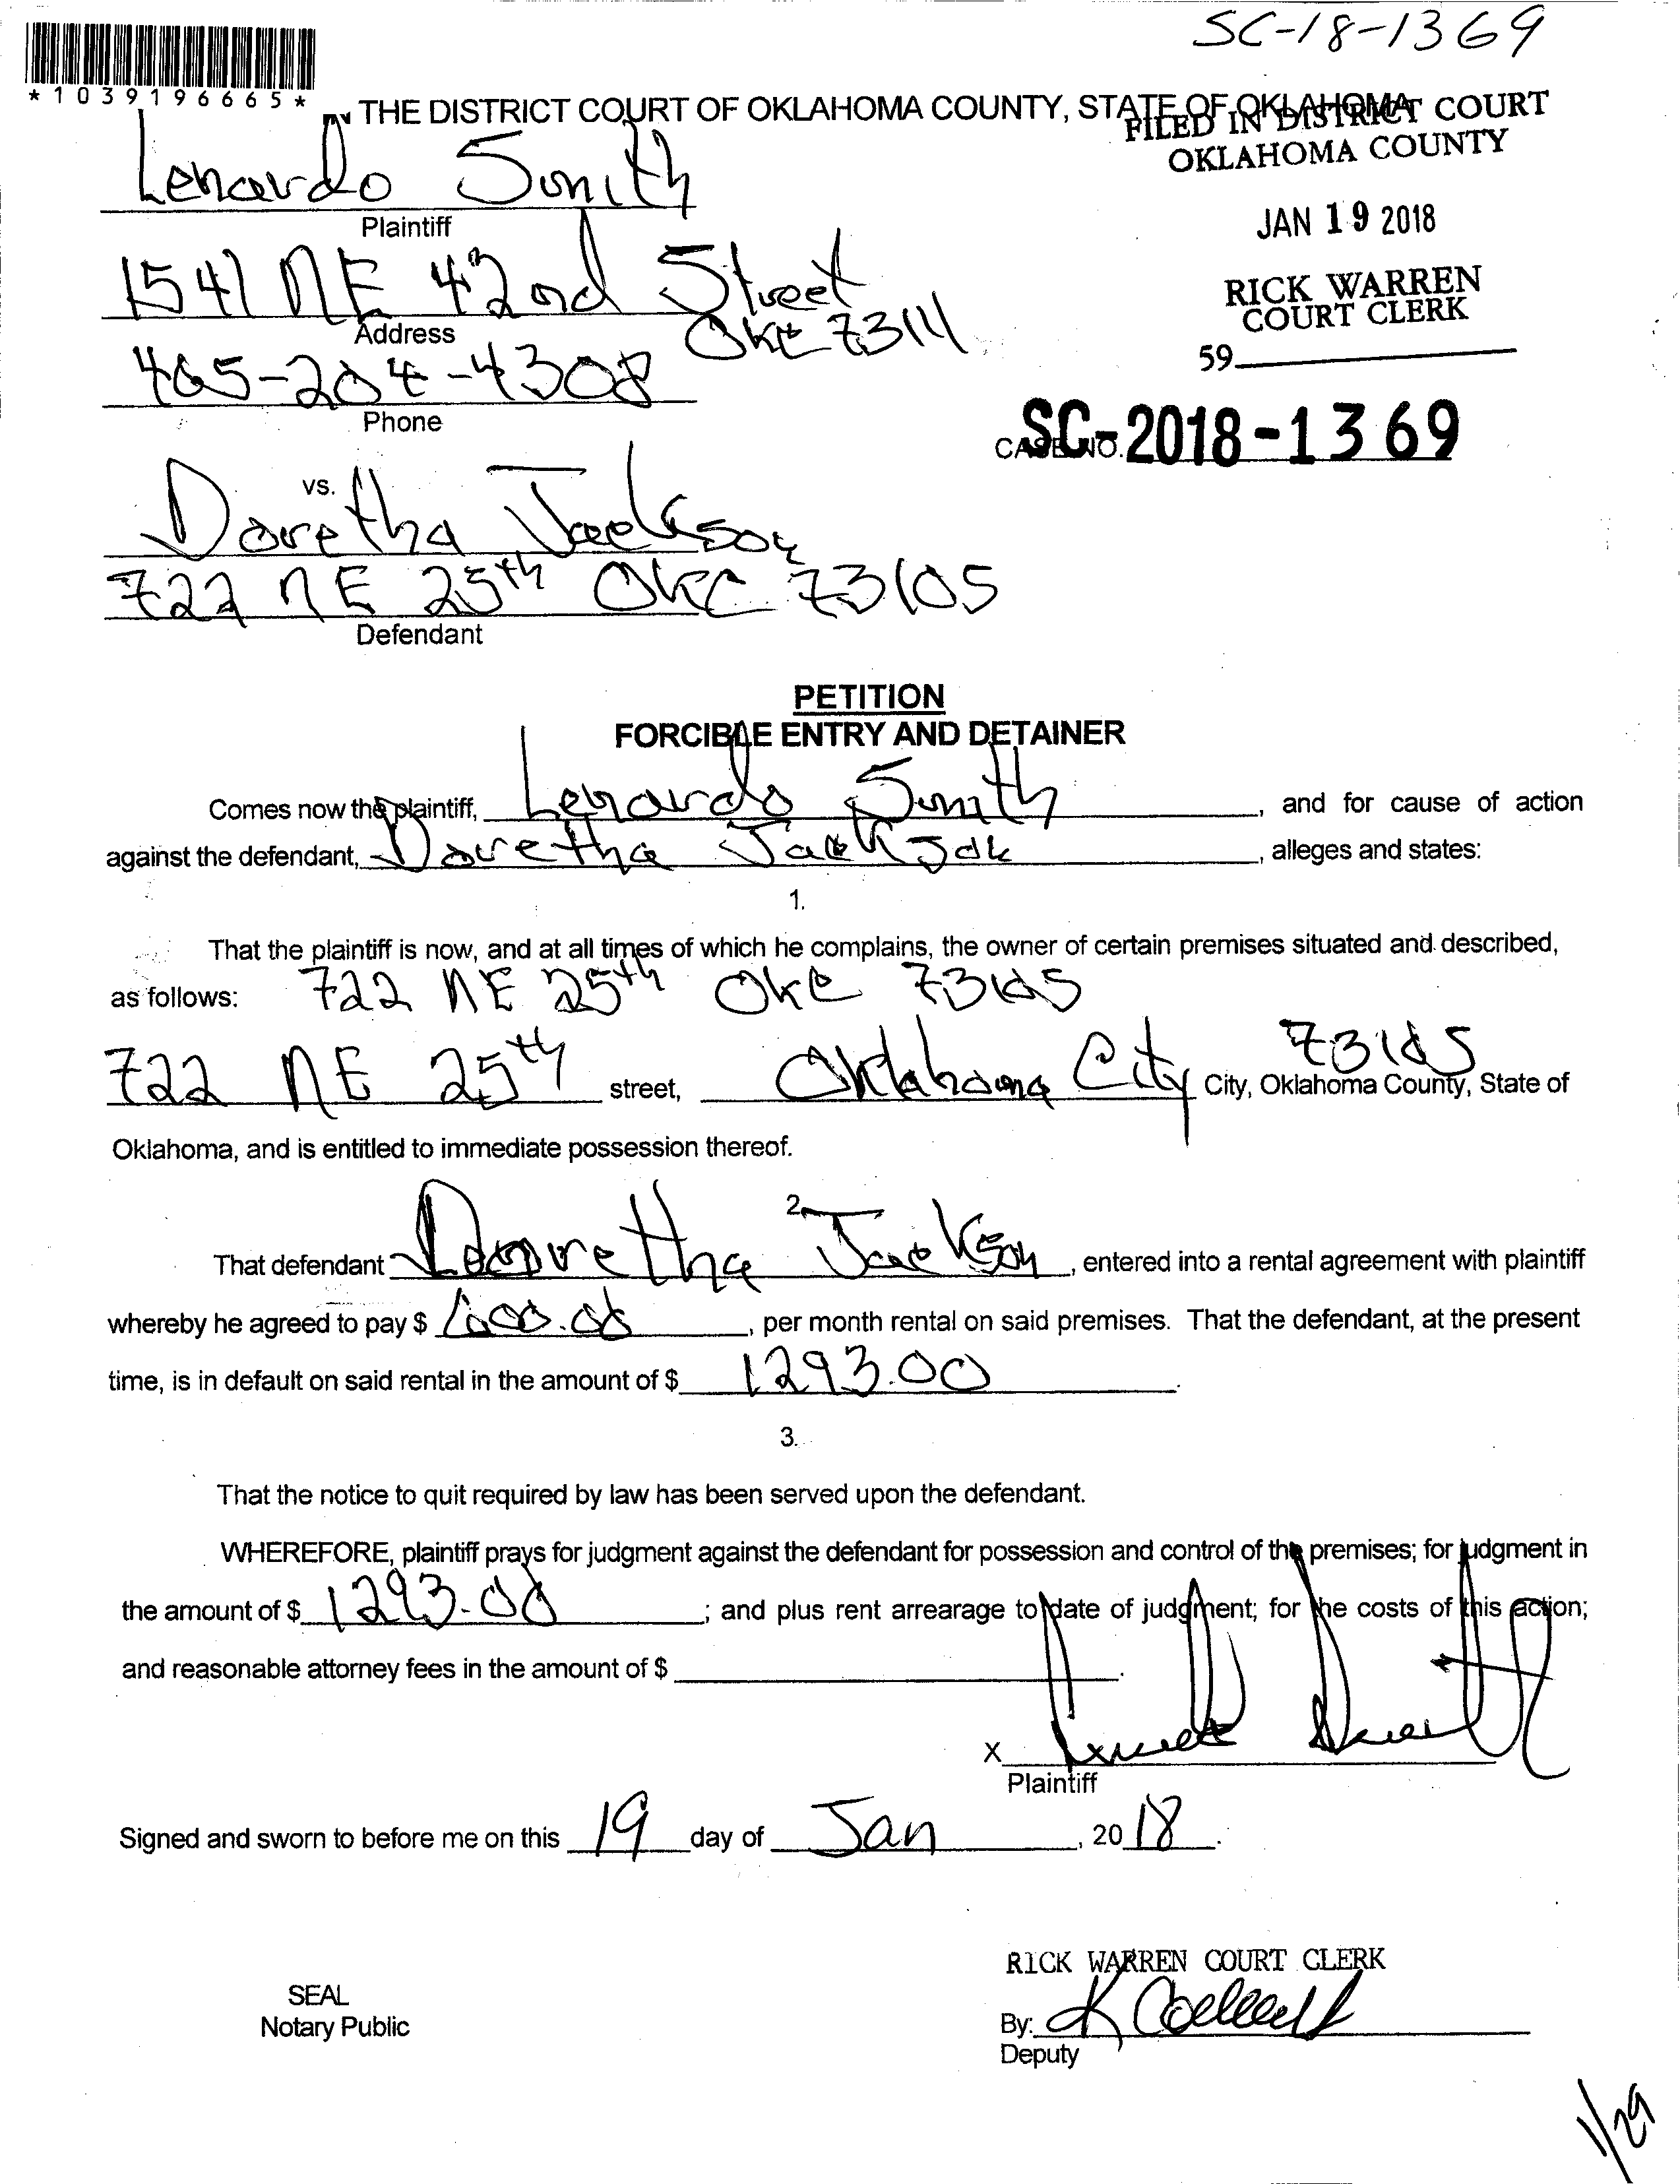 SC-18-1369
*1039196665*
IN THE DISTRICT COURT OF OKLAHOMA COUNTY, STATE OF OKLAHOMA
FILED IN DISTRICT COURT
OKLAHOMA COUNTY
Lenardo Smith
Plaintiff
JAN 19 2018
1541 NE 42nd Street
OKC 73111
Address
RICK WARREN
COURT CLERK
59
405-204-4308
Phone
CASE NO. SC-2018-1369
vs.
Doretha Jackson
722 NE 25th OKC 73105
Defendant
PETITION
FORCIBLE ENTRY AND DETAINER
Comes now the plaintiff, Lenardo Smith, and for cause of action
against the defendant, Doretha Jackson, alleges and states:
1.
That the plaintiff is now, and at all times of which he complains, the owner of certain premises situated and described,
as follows: 722 NE 25th OKC 73105
722 NE 25th street, Oklahoma City 73105 City, Oklahoma County, State of
Oklahoma, and is entitled to immediate possession thereof.
2.
That defendant Doretha Jackson, entered into a rental agreement with plaintiff
whereby he agreed to pay $ 600.00, per month rental on said premises. That the defendant, at the present
time, is in default on said rental in the amount of $ 1293.00.
3.
That the notice to quit required by law has been served upon the defendant.
WHEREFORE, plaintiff prays for judgment against the defendant for possession and control of the premises; for judgment in
the amount of $ 1293.00; and plus rent arrearage to date of judgment; for the costs of this action;
and reasonable attorney fees in the amount of $
X
Plaintiff
Signed and sworn to before me on this 19 day of Jan, 2018.
RICK WARREN COURT CLERK
SEAL
Notary Public
By:
Deputy
1/29